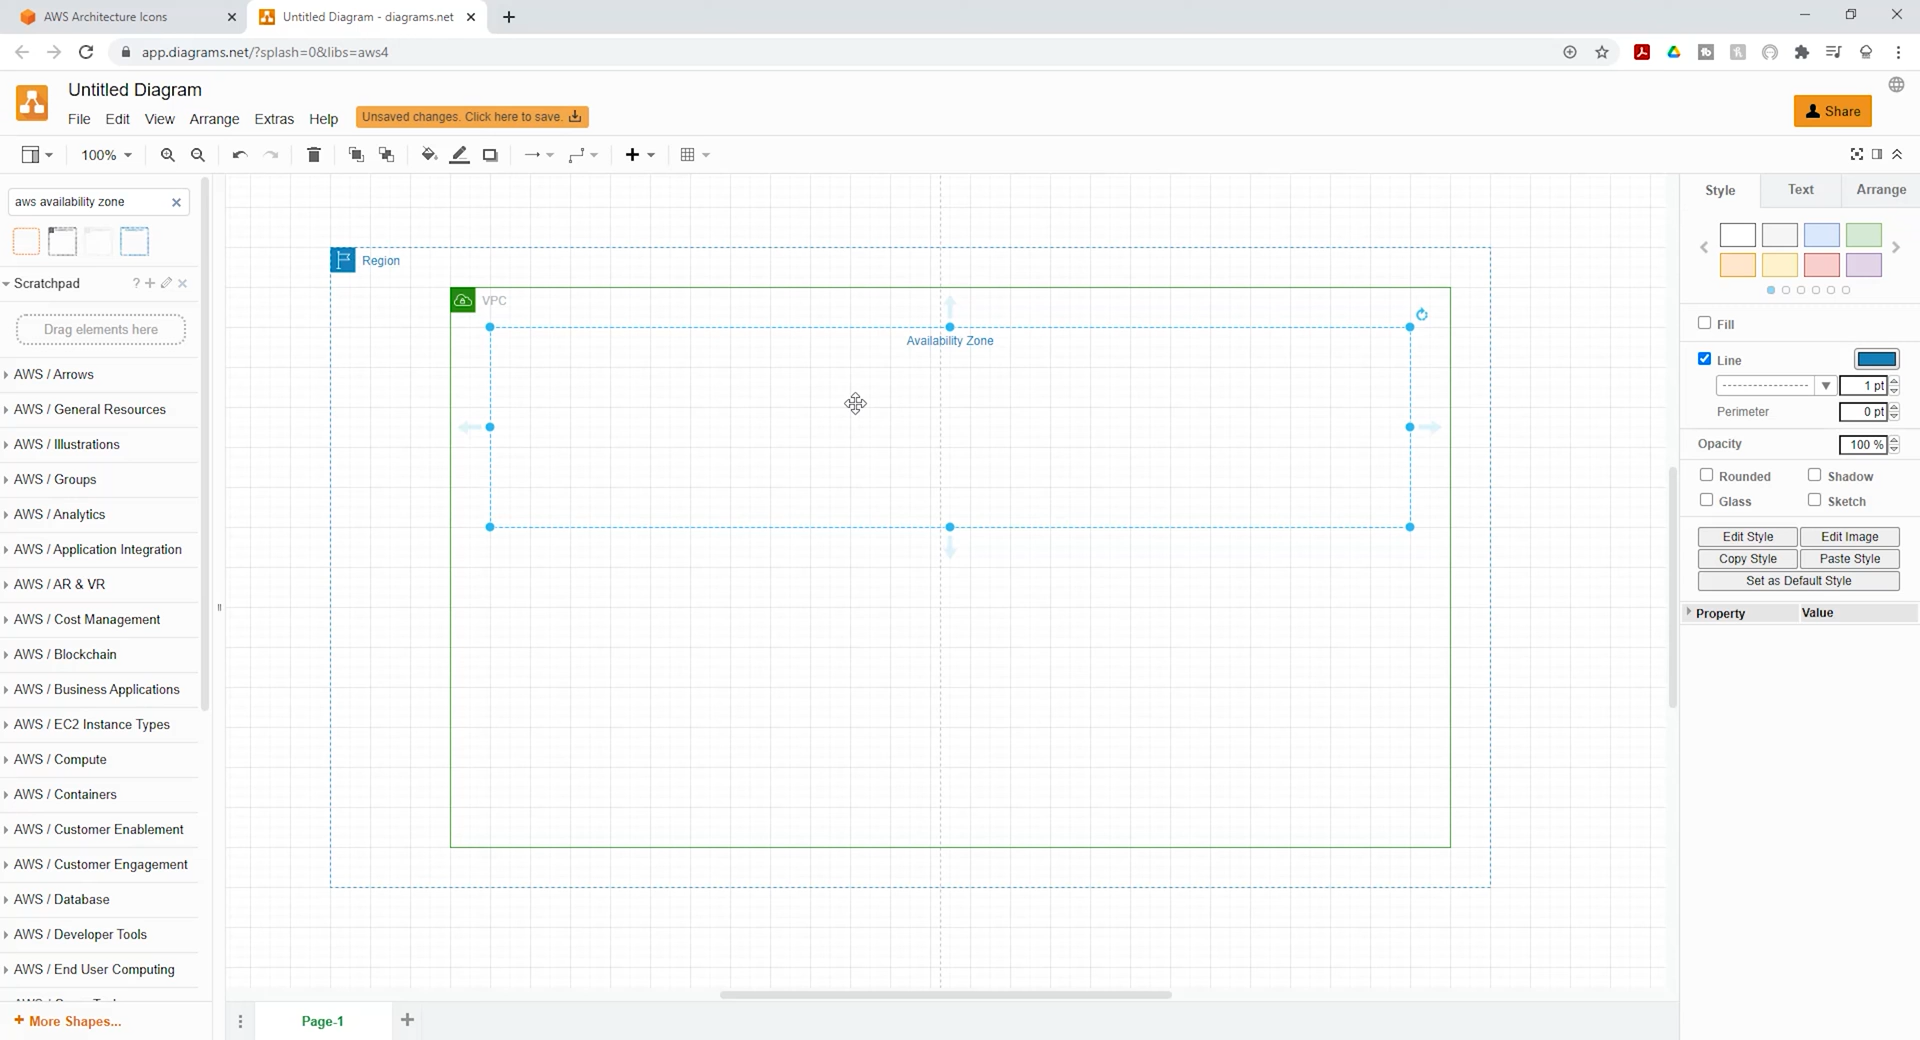 AWS Architecture Icons
Untitled Diagram - diagrams.net
app.diagrams.net/?splash=0&libs=aws4
Untitled Diagram
File Edit View Arrange Extras Help Unsaved changes. Click here to save.
Share
100%
aws availability zone
Scratchpad
Drag elements here
AWS / Arrows
AWS / General Resources
AWS / Illustrations
AWS / Groups
AWS / Analytics
AWS / Application Integration
AWS / AR & VR
AWS / Cost Management
AWS / Blockchain
AWS / Business Applications
AWS / EC2 Instance Types
AWS / Compute
AWS / Containers
AWS / Customer Enablement
AWS / Customer Engagement
AWS / Database
AWS / Developer Tools
AWS / End User Computing
+ More Shapes...
Region
VPC
Availability Zone
Page-1
Style Text Arrange
Fill
Line
1 pt
Perimeter 0 pt
Opacity 100 %
Rounded Shadow
Glass Sketch
Edit Style Edit Image
Copy Style Paste Style
Set as Default Style
Property Value